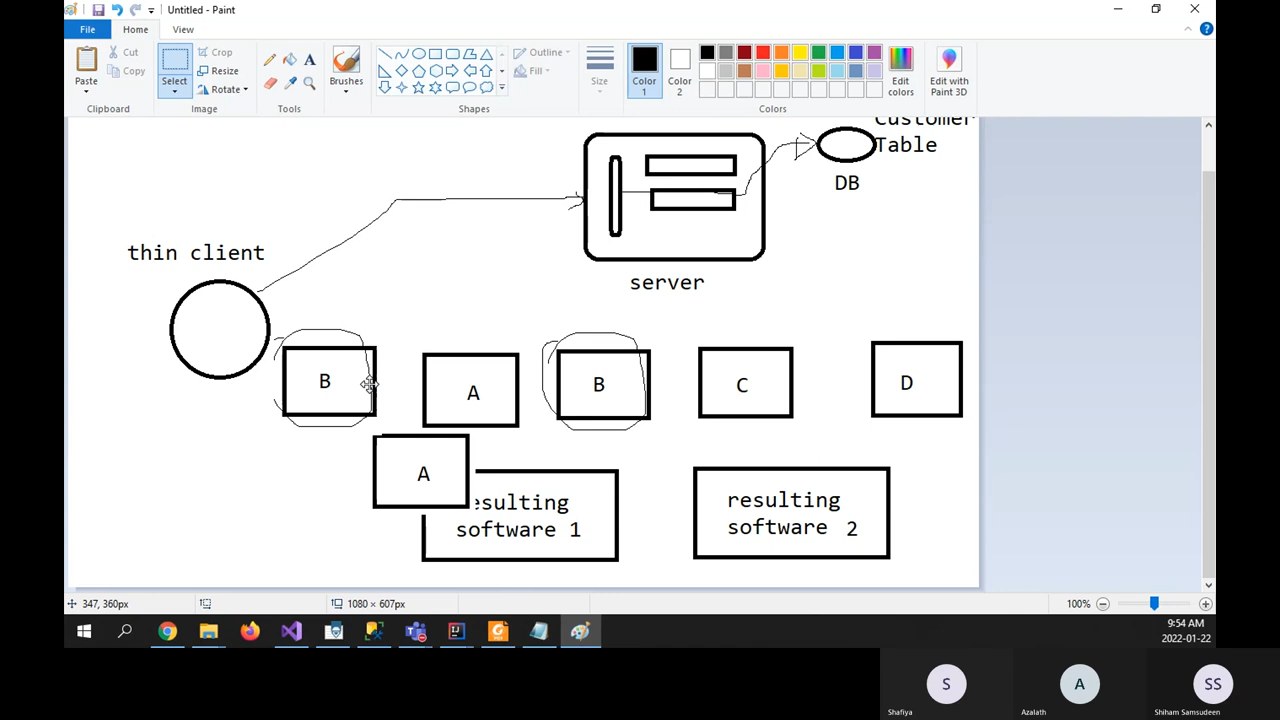 Untitled - Paint
File
Home
View
Paste
Cut
Copy
Clipboard
Select
Crop
Resize
Rotate
Image
Tools
Brushes
Shapes
Outline
Fill
Size
Color
1
Color
2
Edit
colors
Edit with
Paint 3D
Colors
Customer
Table
DB
thin client
server
B
A
B
C
D
A
esulting
software 1
resulting
software 2
347, 360px
1080 × 607px
100%
9:54 AM
2022-01-22
S
A
SS
Shafiya
Azalath
Shiham Samsudeen